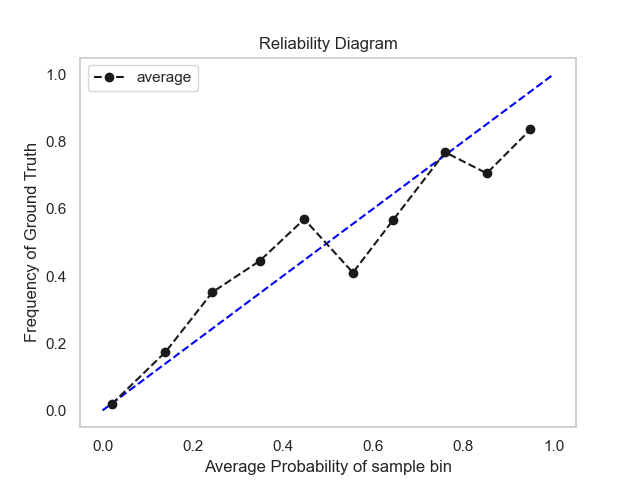 Reliability Diagram
average
Frequency of Ground Truth
1.0
0.8
0.6
0.4
0.2
0.0
0.0 0.2 0.4 0.6 0.8 1.0
Average Probability of sample bin